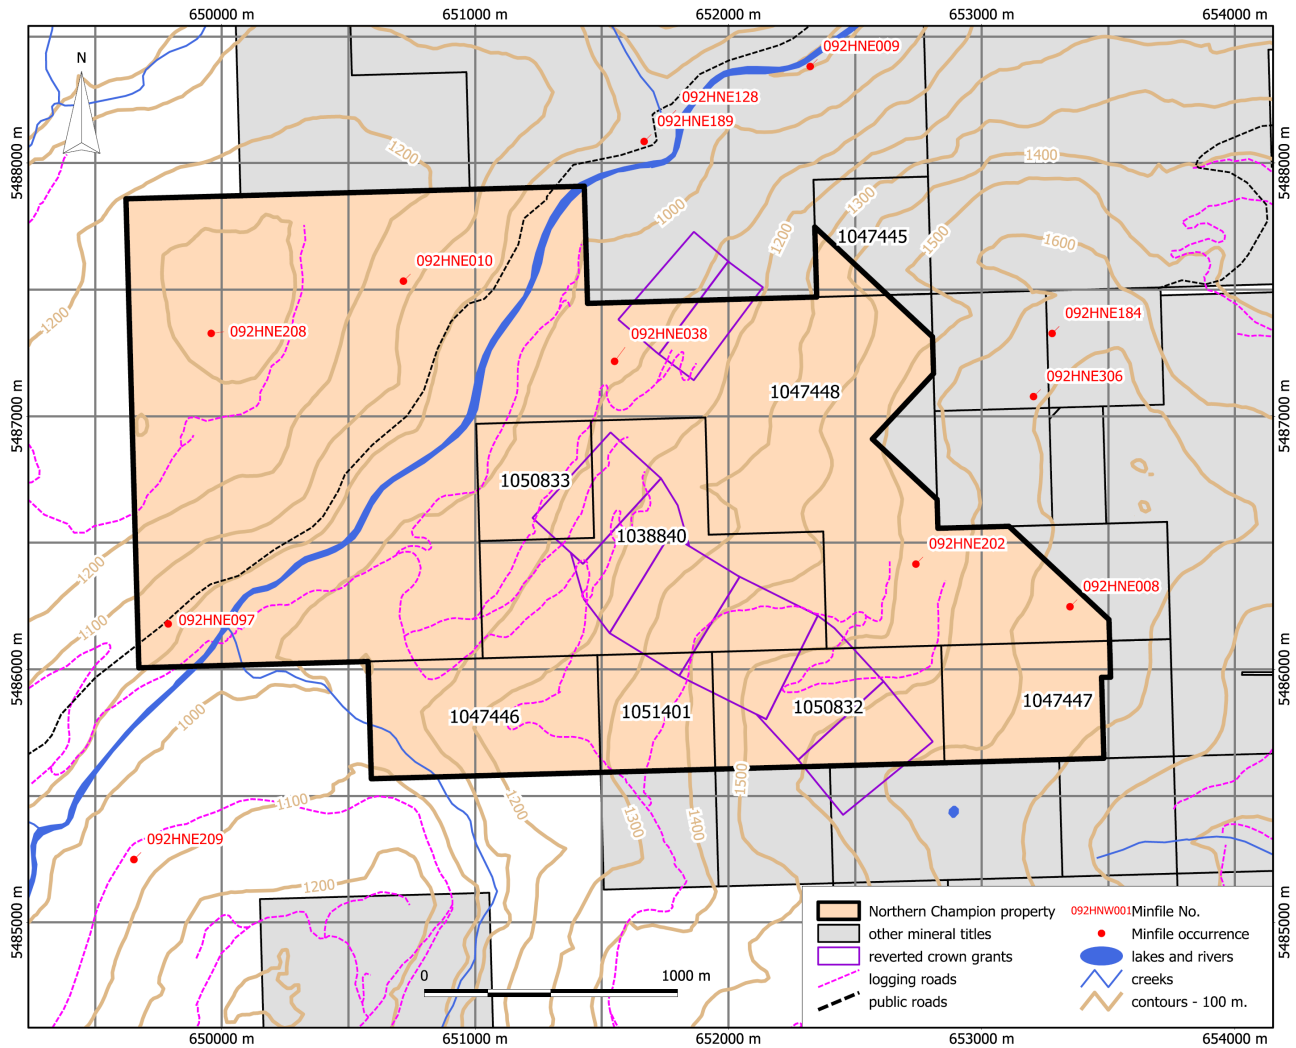 650000 m
651000 m
652000 m
653000 m
654000 m
N
092HNE009
092HNE128
092HNE189
1200
1400
5488000 m
5488000 m
1000
1300
1200
1500
1600
1047445
092HNE010
1200
092HNE208
092HNE184
092HNE038
092HNE306
1047448
5487000 m
5487000 m
1050833
1038840
092HNE202
1200
092HNE008
092HNE097
1100
5486000 m
5486000 m
1000
1047446
1051401
1050832
1047447
1500
1100
1200
1300
1400
092HNE209
1200
5485000 m
5485000 m
0
1000 m
Northern Champion property
other mineral titles
reverted crown grants
logging roads
public roads
092HNW001
Minfile No.
Minfile occurrence
lakes and rivers
creeks
contours - 100 m.
650000 m
651000 m
652000 m
653000 m
654000 m